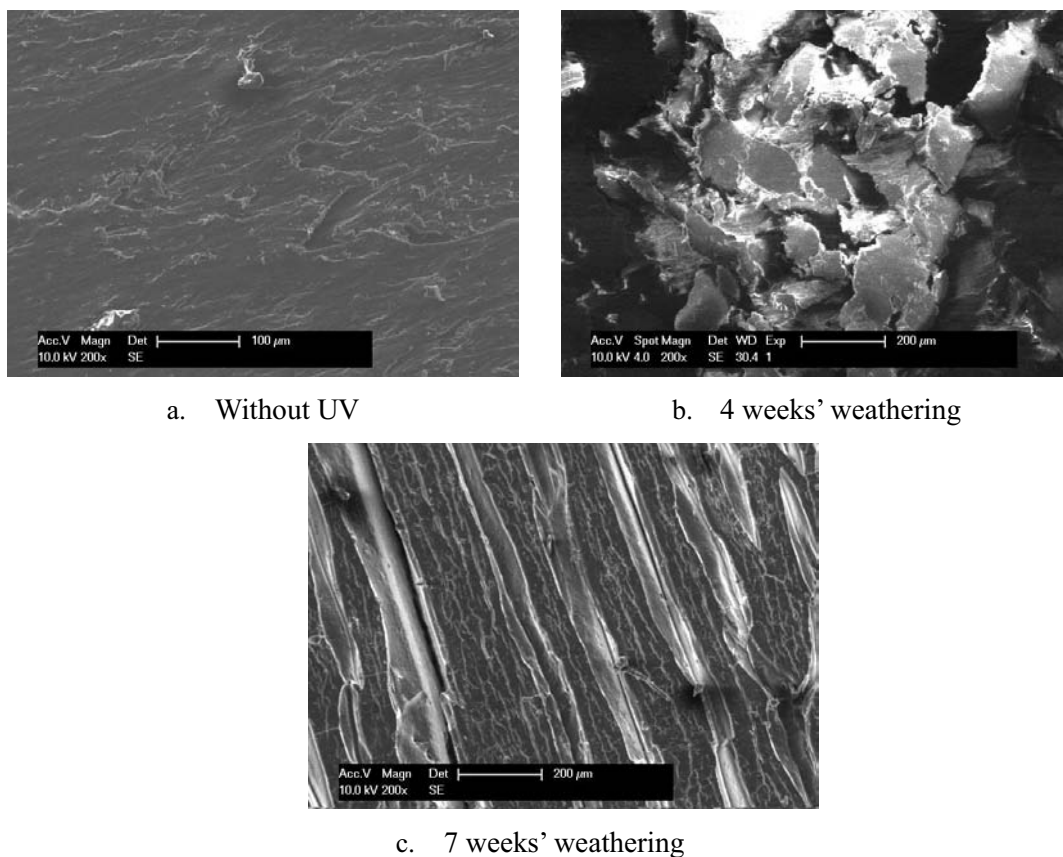 Acc.V Magn Det 100 µm
10.0 kV 200x SE
Acc.V Spot Magn Det WD Exp 200 µm
10.0 kV 4.0 200x SE 30.4 1
a. Without UV
b. 4 weeks’ weathering
Acc.V Magn Det 200 µm
10.0 kV 200x SE
c. 7 weeks’ weathering